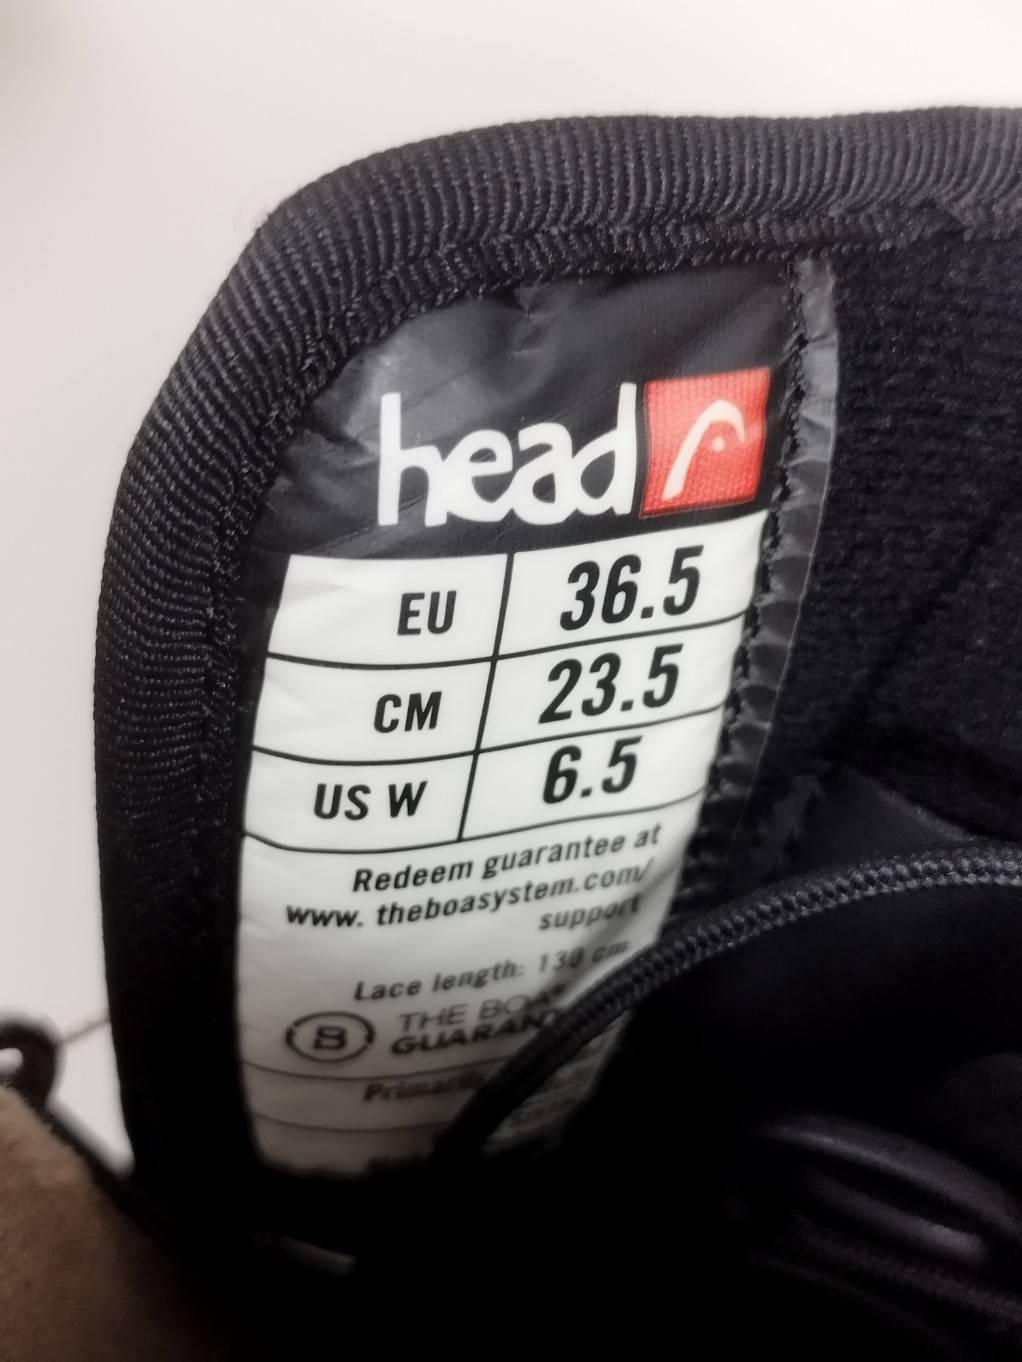 head
EU 36.5
CM 23.5
US W 6.5
Redeem guarantee at
www. theboasystem.com/
support
Lace length: 130 cm
B THE BOA®